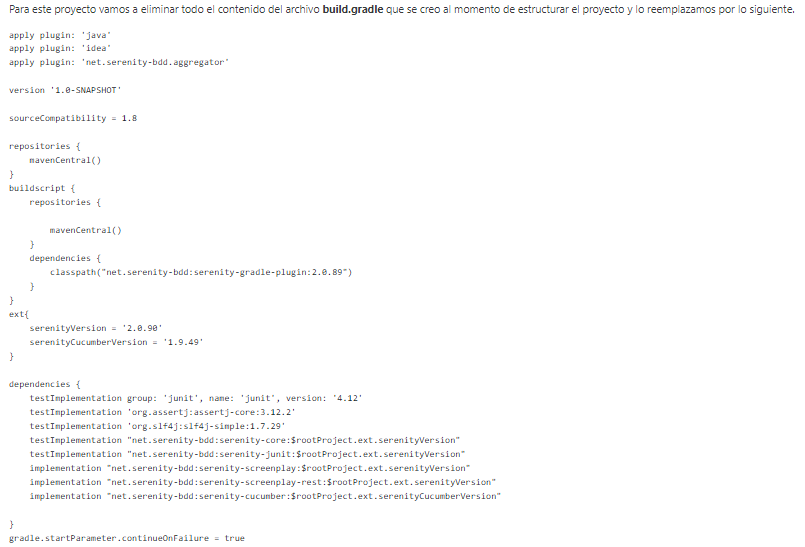 Para este proyecto vamos a eliminar todo el contenido del archivo build.gradle que se creo al momento de estructurar el proyecto y lo reemplazamos por lo siguiente.
apply plugin: 'java'
apply plugin: 'idea'
apply plugin: 'net.serenity-bdd.aggregator'
version '1.0-SNAPSHOT'
sourceCompatibility = 1.8
repositories {
    mavenCentral()
}
buildscript {
    repositories {
        mavenCentral()
    }
    dependencies {
        classpath("net.serenity-bdd:serenity-gradle-plugin:2.0.89")
    }
}
ext{
    serenityVersion = '2.0.90'
    serenityCucumberVersion = '1.9.49'
}
dependencies {
    testImplementation group: 'junit', name: 'junit', version: '4.12'
    testImplementation 'org.assertj:assertj-core:3.12.2'
    testImplementation 'org.slf4j:slf4j-simple:1.7.29'
    testImplementation "net.serenity-bdd:serenity-core:$rootProject.ext.serenityVersion"
    testImplementation "net.serenity-bdd:serenity-junit:$rootProject.ext.serenityVersion"
    implementation "net.serenity-bdd:serenity-screenplay:$rootProject.ext.serenityVersion"
    implementation "net.serenity-bdd:serenity-screenplay-rest:$rootProject.ext.serenityVersion"
    implementation "net.serenity-bdd:serenity-cucumber:$rootProject.ext.serenityCucumberVersion"
}
gradle.startParameter.continueOnFailure = true